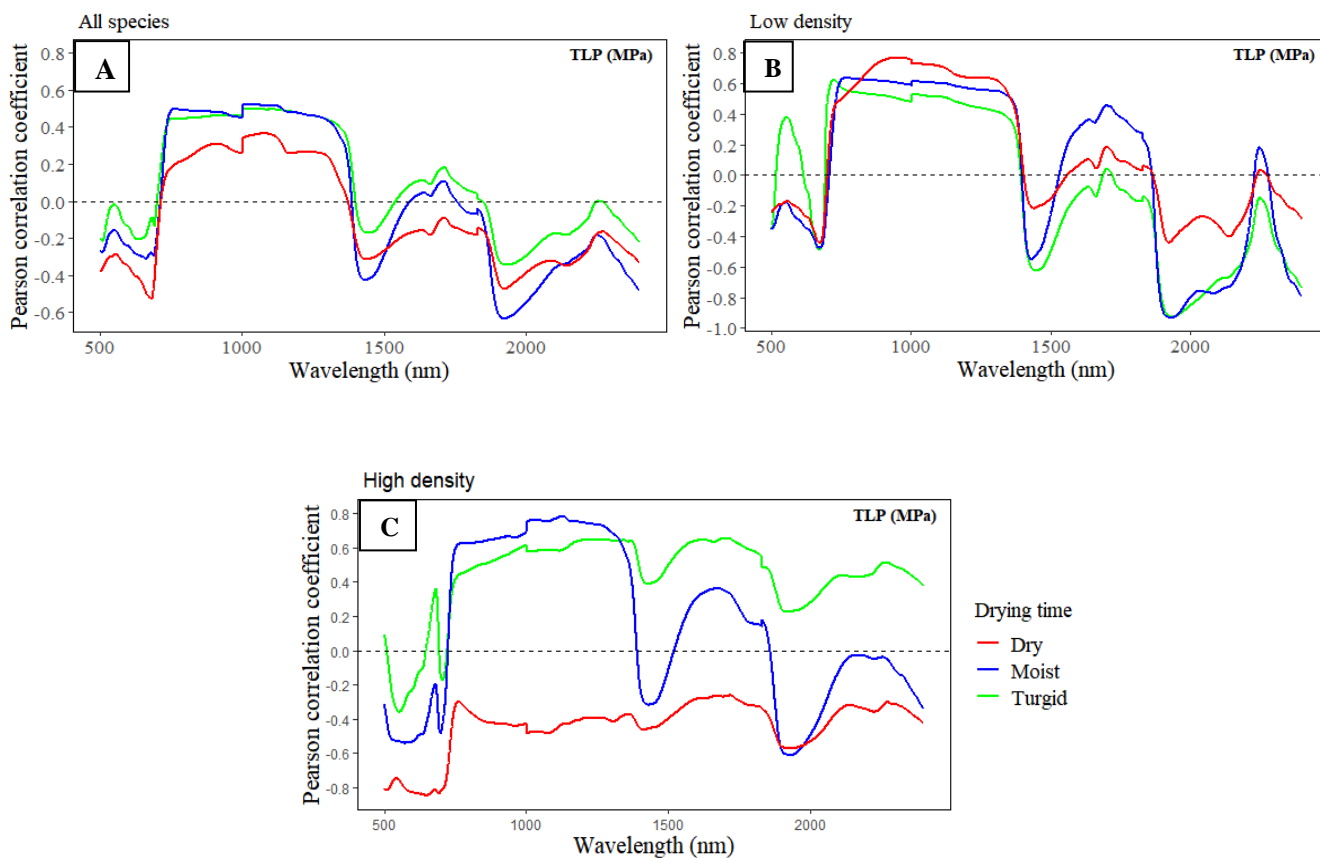 All species
A
TLP (MPa)
Pearson correlation coefficient
0.8
0.6
0.4
0.2
0.0
-0.2
-0.4
-0.6
500
1000
1500
2000
Wavelength (nm)
Low density
B
TLP (MPa)
Pearson correlation coefficient
0.8
0.6
0.4
0.2
0.0
-0.2
-0.4
-0.6
-0.8
-1.0
500
1000
1500
2000
Wavelength (nm)
High density
C
TLP (MPa)
Pearson correlation coefficient
0.8
0.6
0.4
0.2
0.0
-0.2
-0.4
-0.6
-0.8
500
1000
1500
2000
Wavelength (nm)
Drying time
Dry
Moist
Turgid